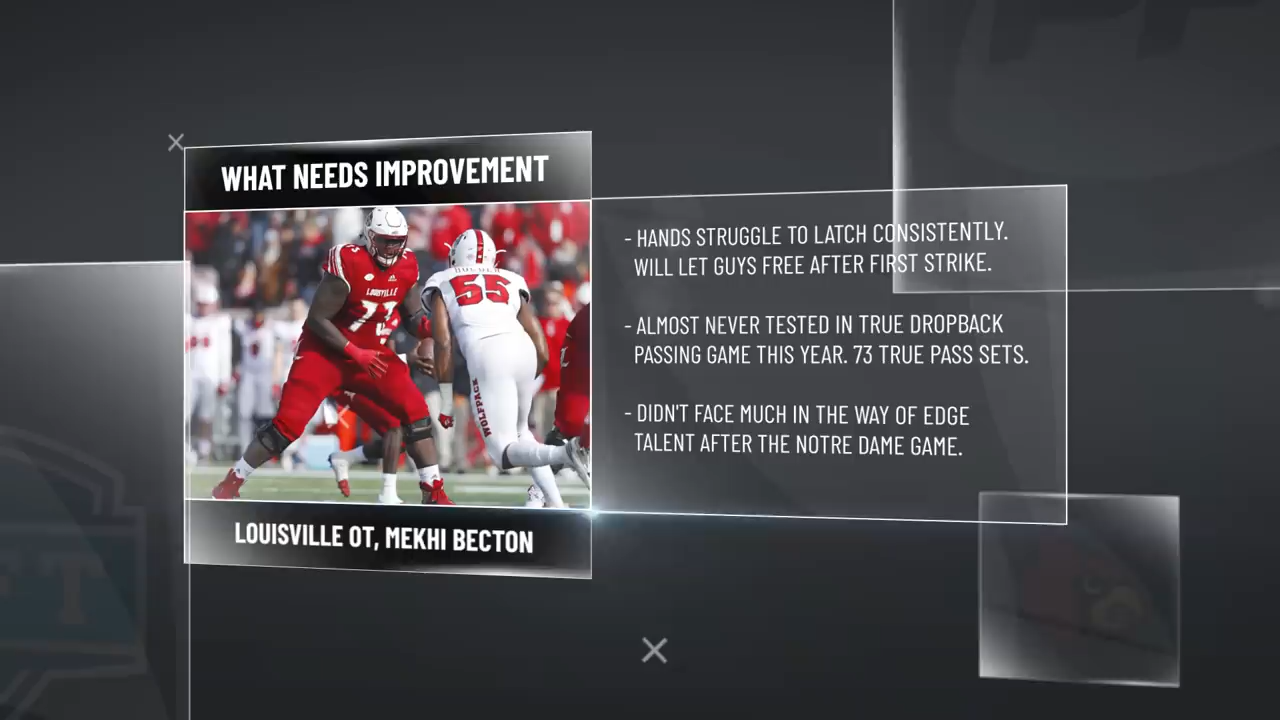 WHAT NEEDS IMPROVEMENT
LOUISVILLE
73
55
WOLFPACK
LOUISVILLE OT, MEKHI BECTON
- HANDS STRUGGLE TO LATCH CONSISTENTLY.
WILL LET GUYS FREE AFTER FIRST STRIKE.
- ALMOST NEVER TESTED IN TRUE DROPBACK
PASSING GAME THIS YEAR. 73 TRUE PASS SETS.
- DIDN'T FACE MUCH IN THE WAY OF EDGE
TALENT AFTER THE NOTRE DAME GAME.